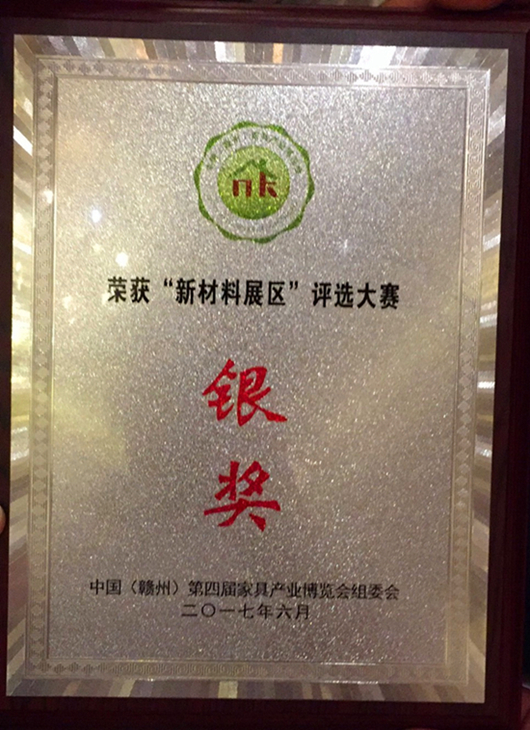 荣获“新材料展区”评选大赛
银
奖
中国（赣州）第四届家具产业博览会组委会
二〇一七年六月